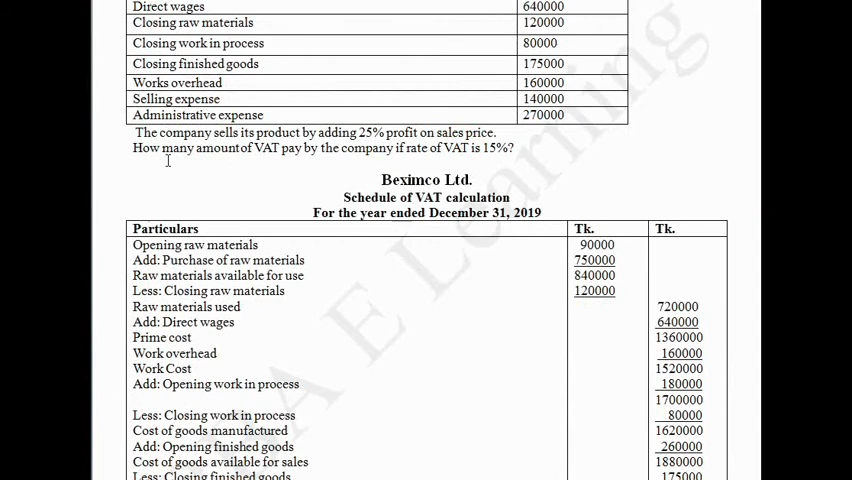 Direct wages 640000
Closing raw materials 120000
Closing work in process 80000
Closing finished goods 175000
Works overhead 160000
Selling expense 140000
Administrative expense 270000
The company sells its product by adding 25% profit on sales price.
How many amount of VAT pay by the company if rate of VAT is 15%?
Beximco Ltd.
Schedule of VAT calculation
For the year ended December 31, 2019
Particulars Tk. Tk.
Opening raw materials 90000
Add: Purchase of raw materials 750000
Raw materials available for use 840000
Less: Closing raw materials 120000
Raw materials used 720000
Add: Direct wages 640000
Prime cost 1360000
Work overhead 160000
Work Cost 1520000
Add: Opening work in process 180000
1700000
Less: Closing work in process 80000
Cost of goods manufactured 1620000
Add: Opening finished goods 260000
Cost of goods available for sales 1880000
Less: Closing finished goods 175000
A E Learning